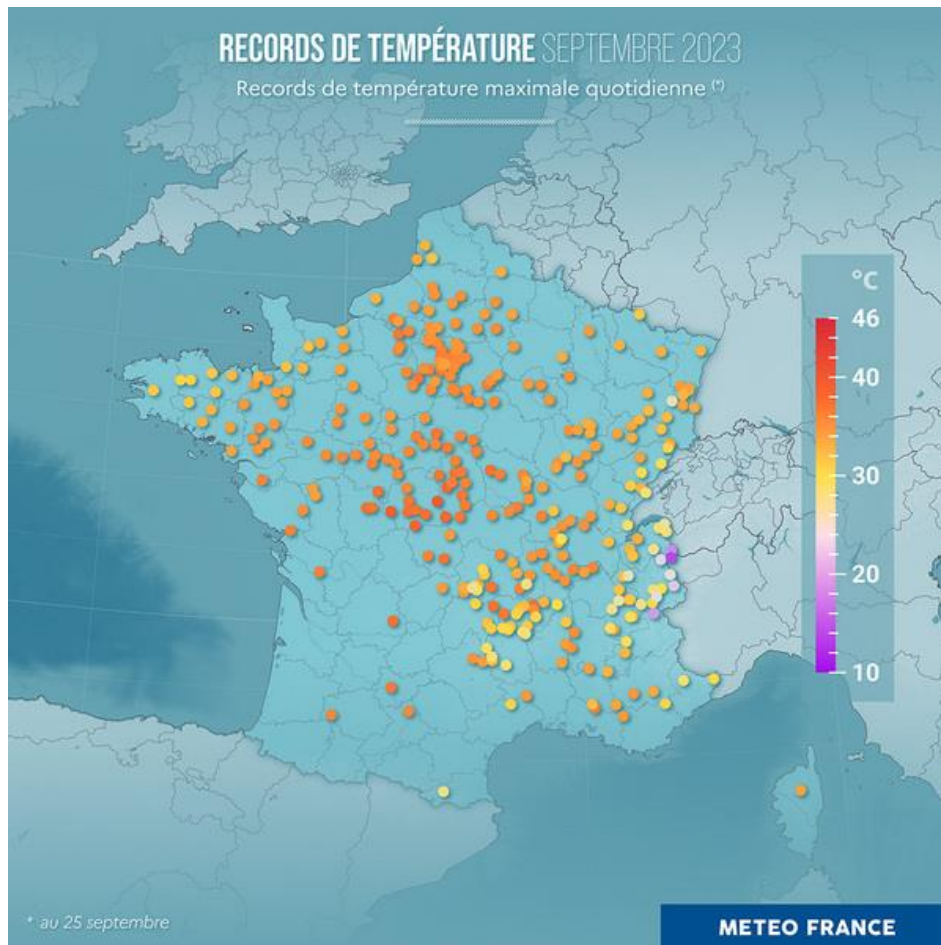 RECORDS DE TEMPÉRATURE SEPTEMBRE 2023
Records de température maximale quotidienne (*)
°C
46
40
30
20
10
* au 25 septembre
METEO FRANCE